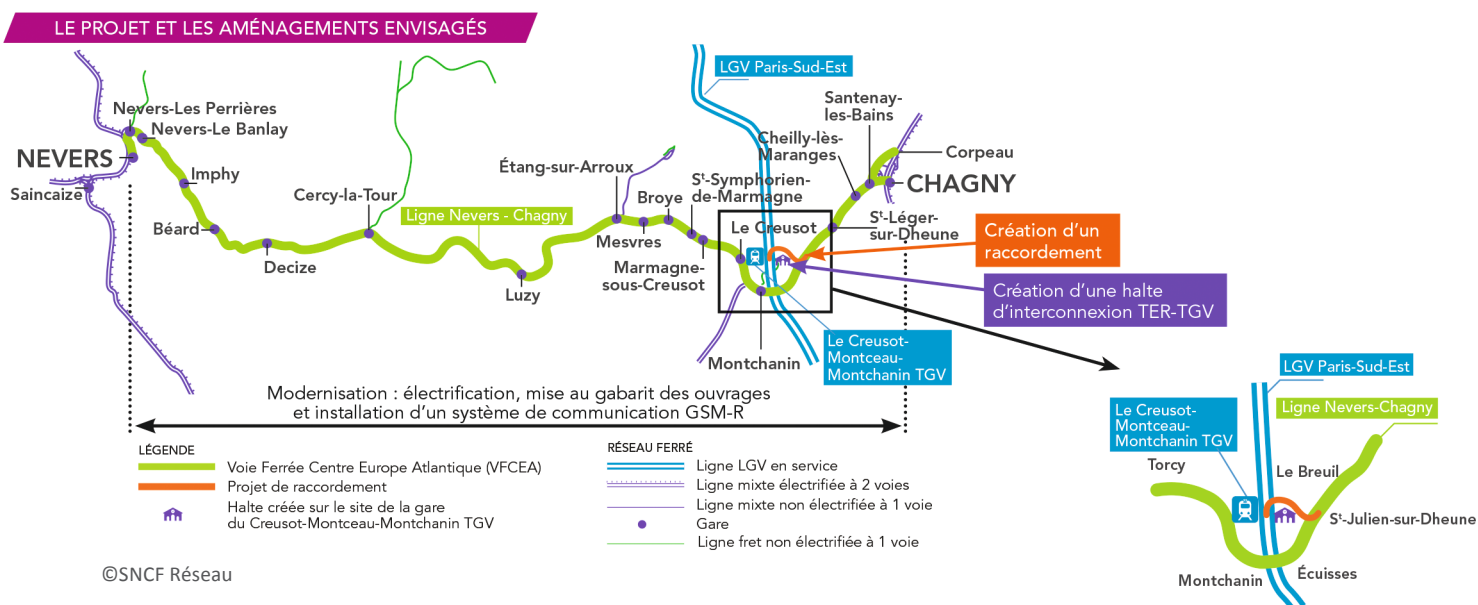 LE PROJET ET LES AMÉNAGEMENTS ENVISAGÉS
LGV Paris-Sud-Est
Nevers-Les Perrières
Nevers-Le Banlay
NEVERS
Imphy
Saincaize
Béard
Decize
Cercy-la-Tour
Ligne Nevers - Chagny
Luzy
Étang-sur-Arroux
Mesvres
Broye
Sᵗ-Symphorien-
de-Marmagne
Marmagne-
sous-Creusot
Le Creusot
Montchanin
Santenay-
les-Bains
Cheilly-lès-
Maranges
Corpeau
CHAGNY
Sᵗ-Léger-
sur-Dheune
Création d’un
raccordement
Création d’une halte
d’interconnexion TER-TGV
Le Creusot-
Montceau-
Montchanin TGV
Modernisation : électrification, mise au gabarit des ouvrages
et installation d’un système de communication GSM-R
LÉGENDE
Voie Ferrée Centre Europe Atlantique (VFCEA)
Projet de raccordement
Halte créée sur le site de la gare
du Creusot-Montceau-Montchanin TGV
RÉSEAU FERRÉ
Ligne LGV en service
Ligne mixte électrifiée à 2 voies
Ligne mixte non électrifiée à 1 voie
Gare
Ligne fret non électrifiée à 1 voie
LGV Paris-Sud-Est
Le Creusot-
Montceau-
Montchanin TGV
Ligne Nevers-Chagny
Torcy
Le Breuil
Sᵗ-Julien-sur-Dheune
Montchanin
Écuisses
©SNCF Réseau